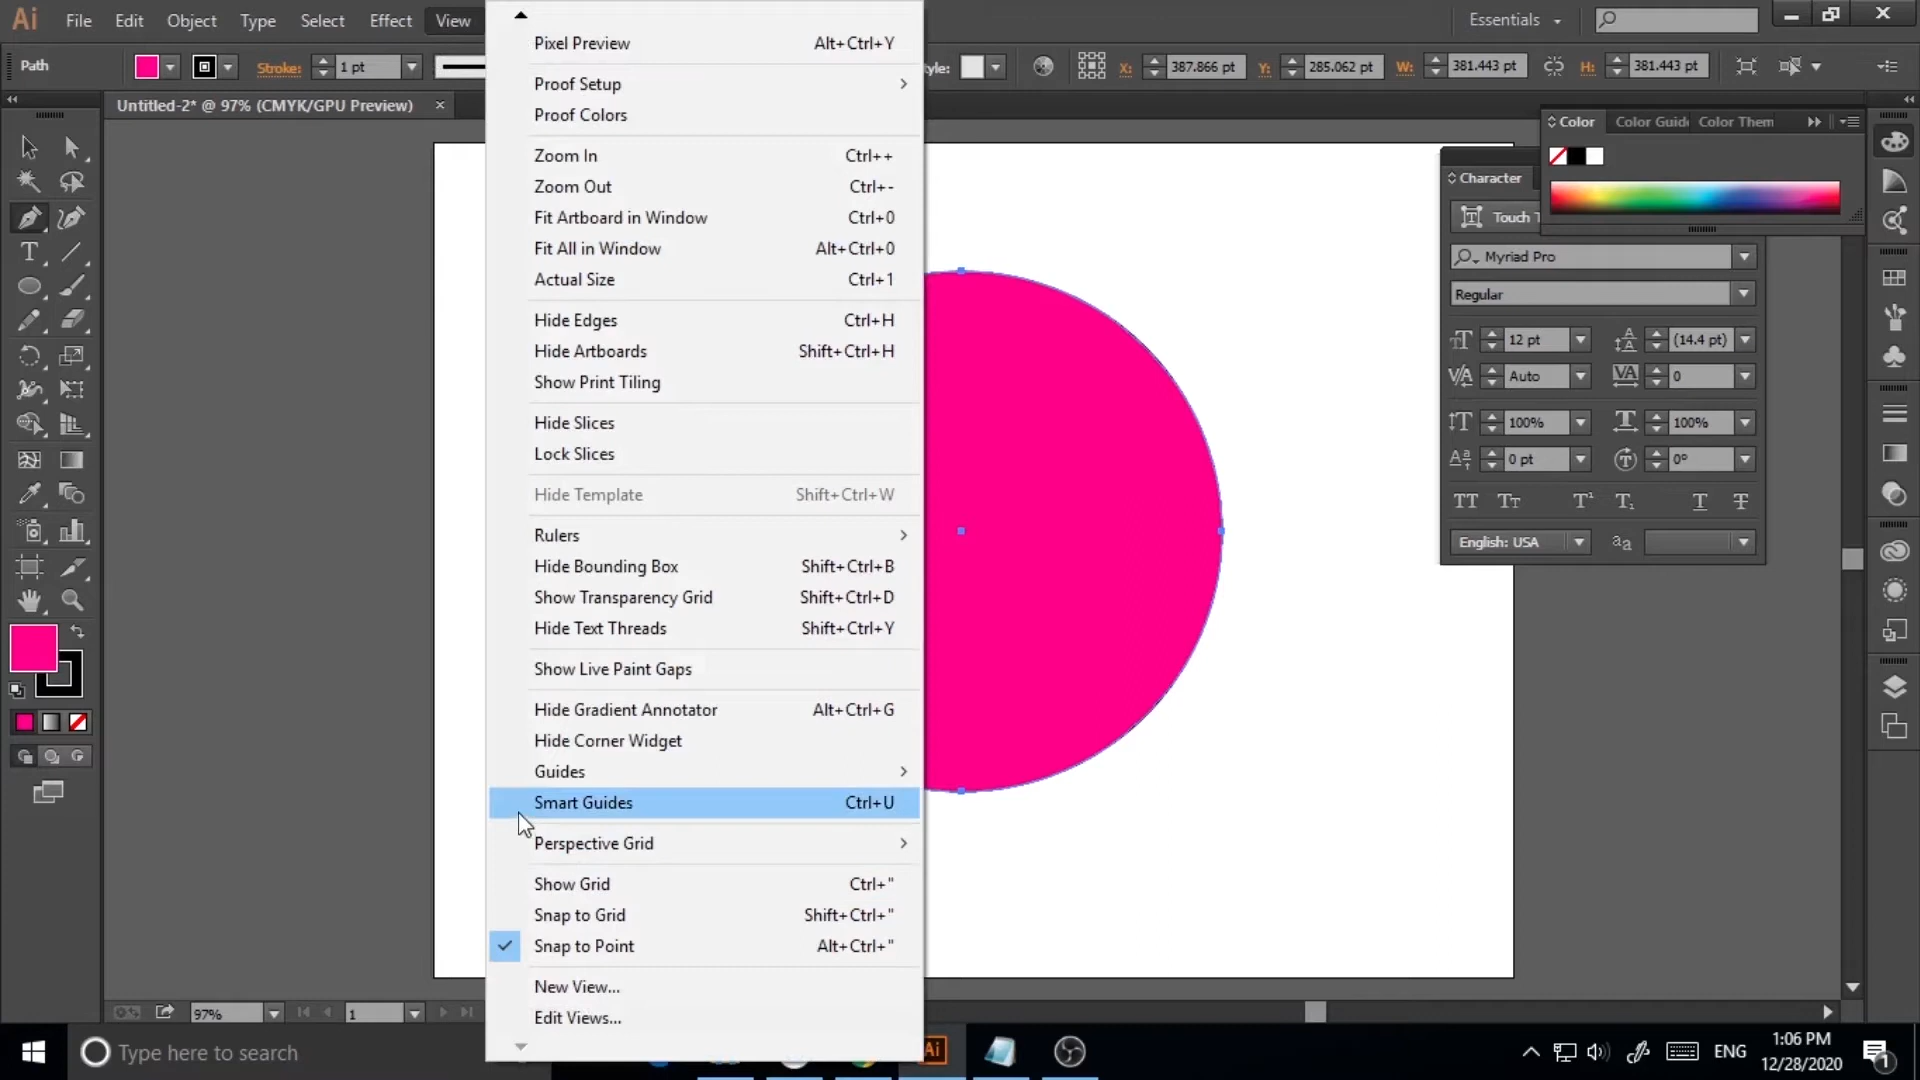 Ai File Edit Object Type Select Effect View Essentials
Path Stroke: 1 pt yle: X: 387.866 pt Y: 285.062 pt W: 381.443 pt H: 381.443 pt
Untitled-2* @ 97% (CMYK/GPU Preview)
Pixel Preview Alt+Ctrl+Y
Proof Setup
Proof Colors
Zoom In Ctrl++
Zoom Out Ctrl+-
Fit Artboard in Window Ctrl+0
Fit All in Window Alt+Ctrl+0
Actual Size Ctrl+1
Hide Edges Ctrl+H
Hide Artboards Shift+Ctrl+H
Show Print Tiling
Hide Slices
Lock Slices
Hide Template Shift+Ctrl+W
Rulers
Hide Bounding Box Shift+Ctrl+B
Show Transparency Grid Shift+Ctrl+D
Hide Text Threads Shift+Ctrl+Y
Show Live Paint Gaps
Hide Gradient Annotator Alt+Ctrl+G
Hide Corner Widget
Guides
Smart Guides Ctrl+U
Perspective Grid
Show Grid Ctrl+"
Snap to Grid Shift+Ctrl+"
Snap to Point Alt+Ctrl+"
New View...
Edit Views...
Color Color Guid Color Them
Character
Touch T
Myriad Pro
Regular
12 pt (14.4 pt)
Auto 0
100% 100%
0 pt 0°
English: USA
97% 1
Type here to search
Ai
ENG
1:06 PM
12/28/2020
1